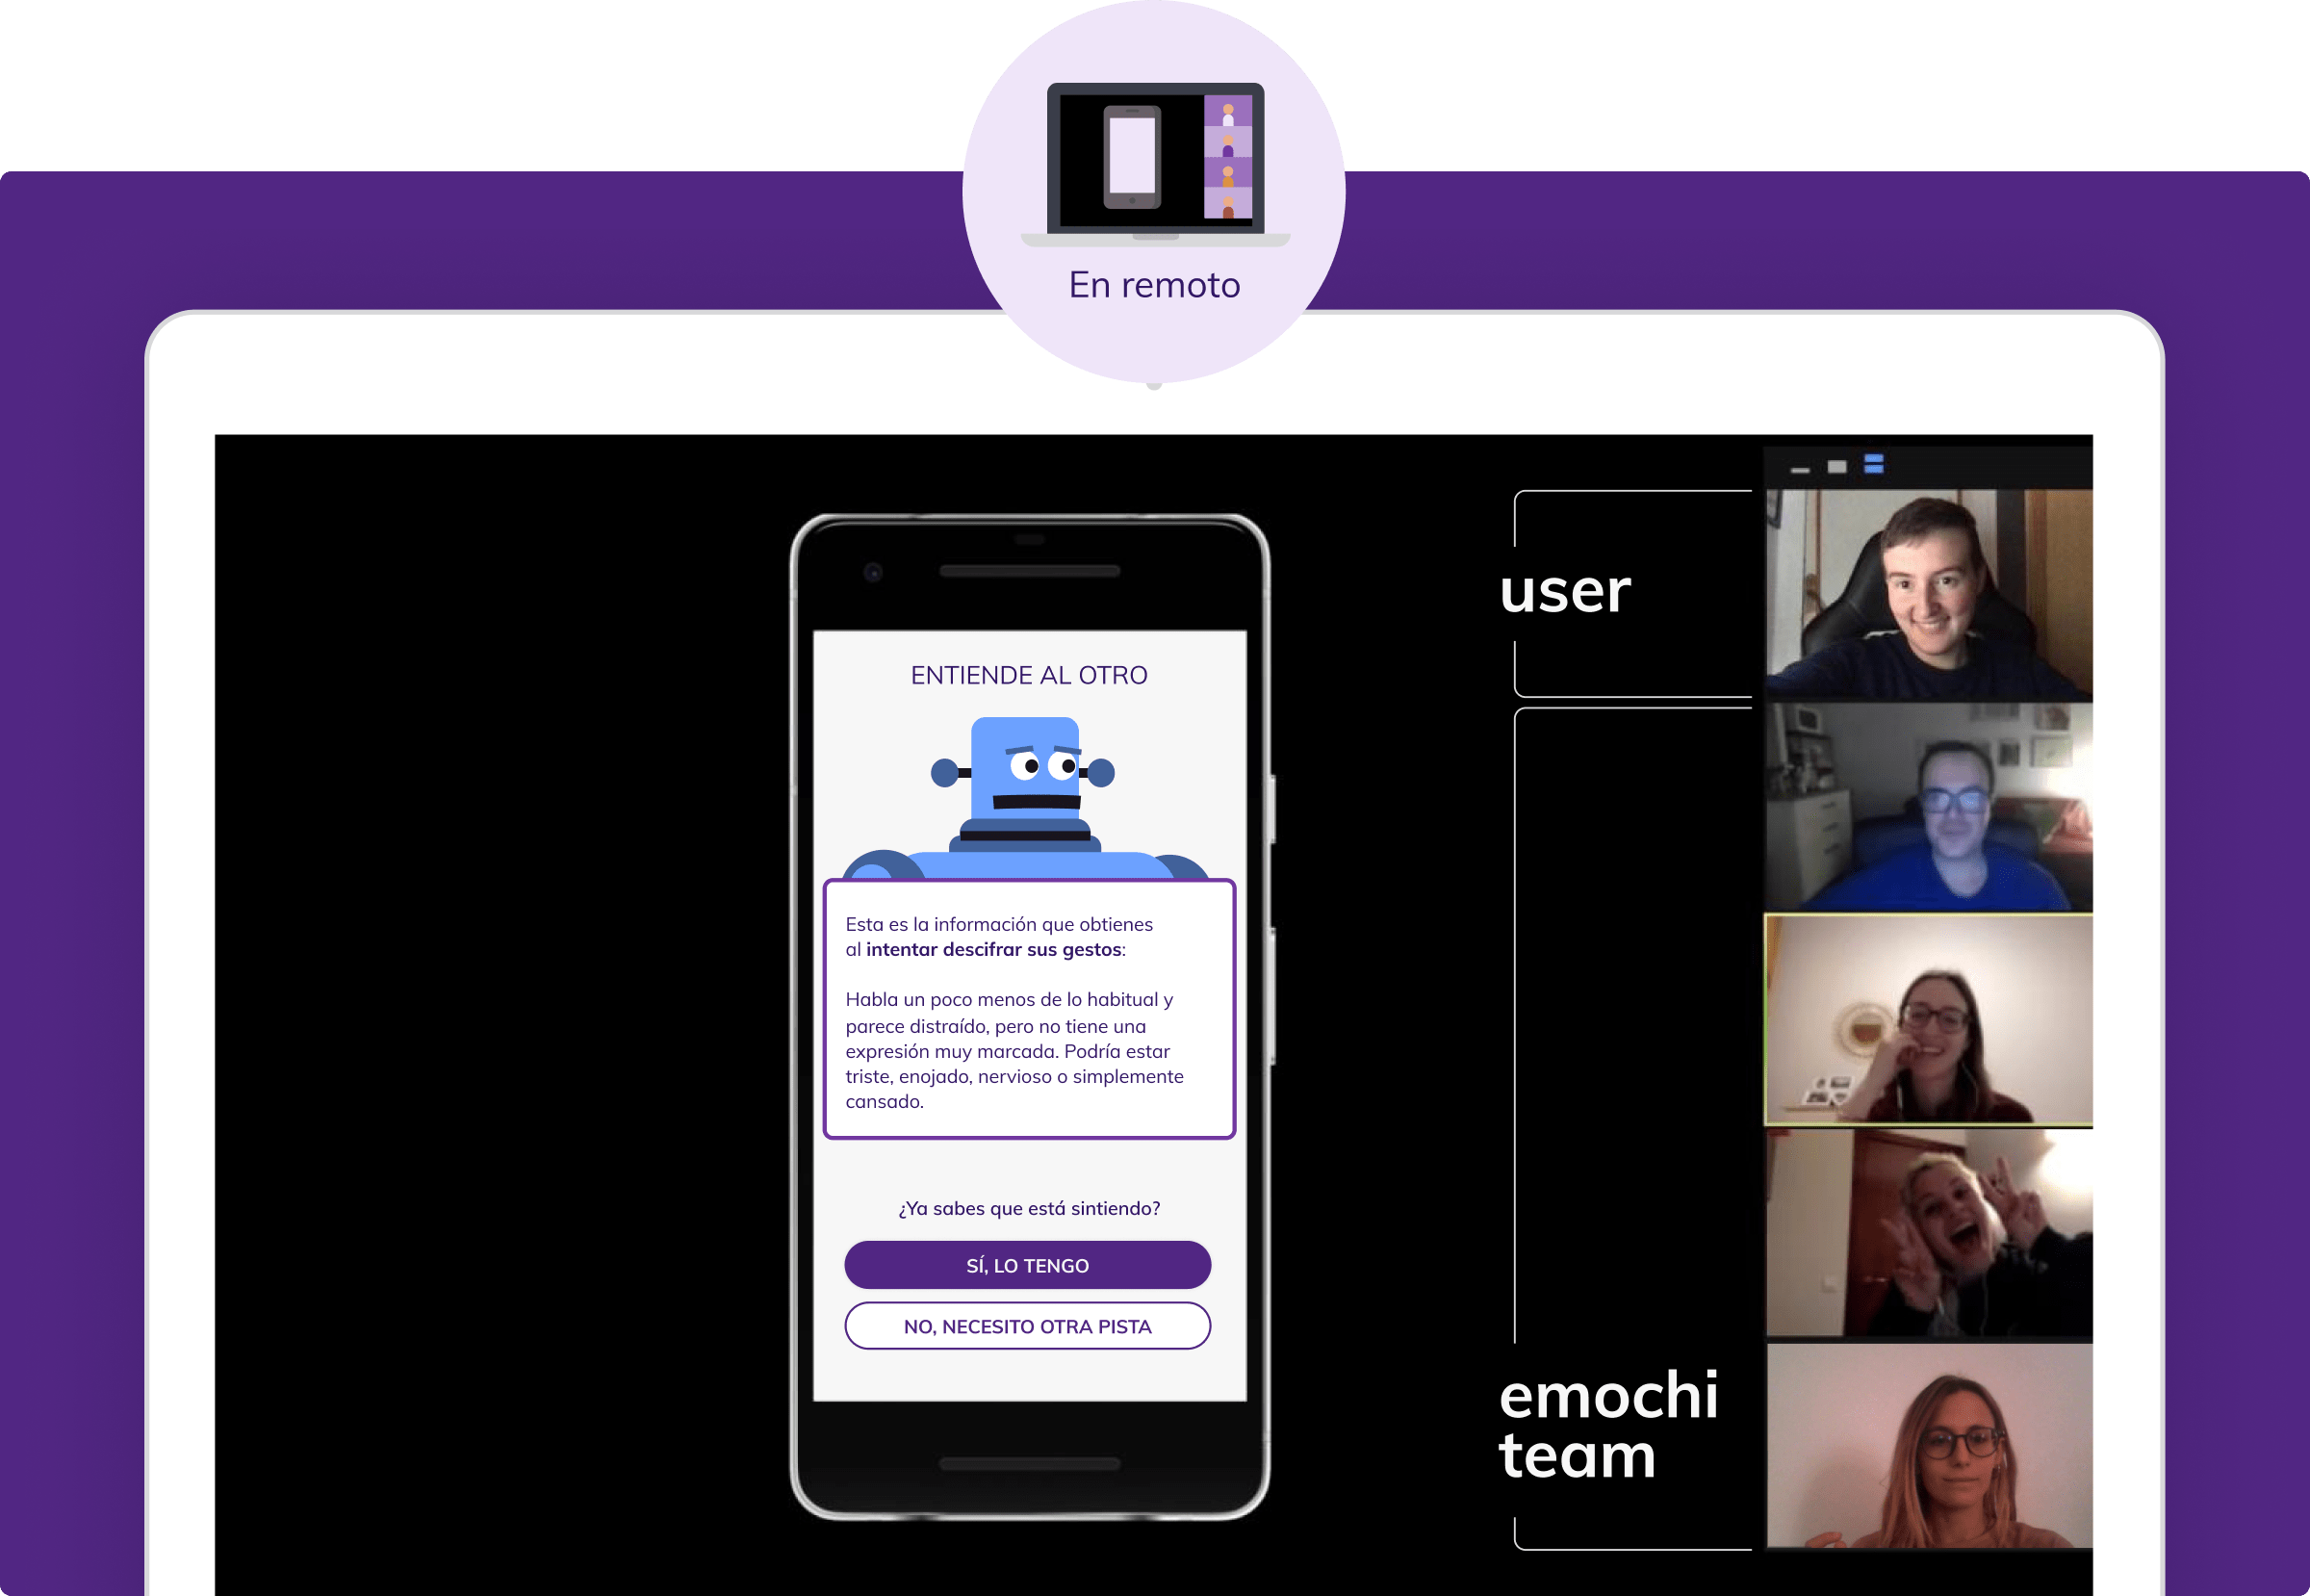 En remoto
user
ENTIENDE AL OTRO
Esta es la información que obtienes
al intentar descifrar sus gestos:
Habla un poco menos de lo habitual y
parece distraído, pero no tiene una
expresión muy marcada. Podría estar
triste, enojado, nervioso o simplemente
cansado.
¿Ya sabes que está sintiendo?
SÍ, LO TENGO
NO, NECESITO OTRA PISTA
emochi
team